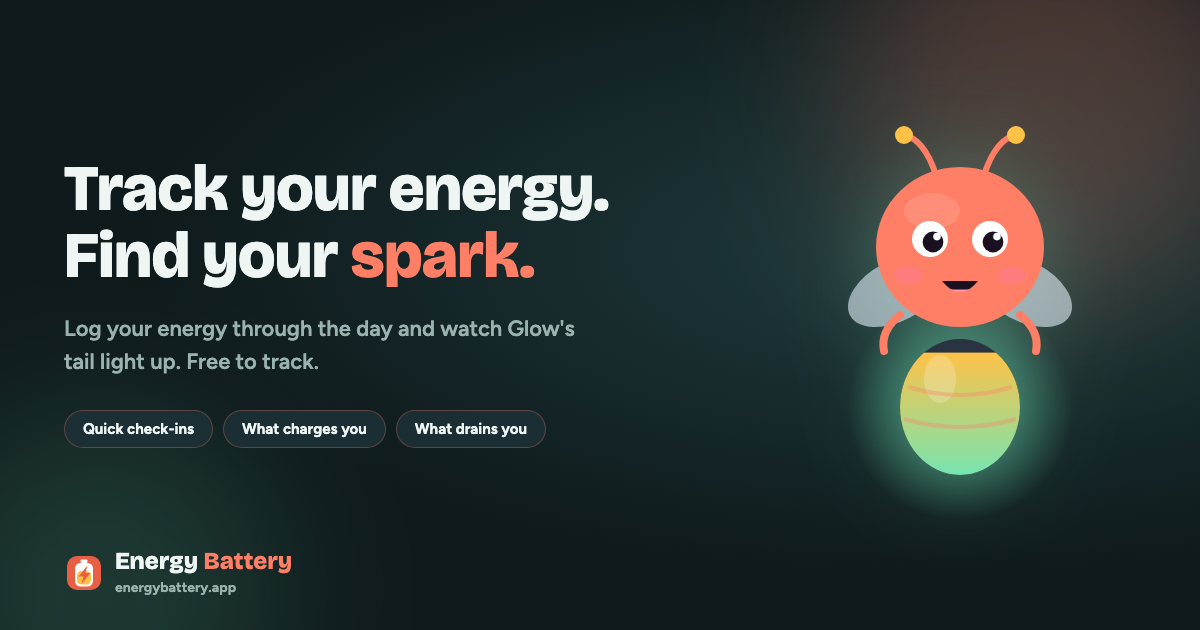 Track your energy.
Find your spark.
Log your energy through the day and watch Glow's
tail light up. Free to track.
Quick check-ins
What charges you
What drains you
Energy Battery
energybattery.app